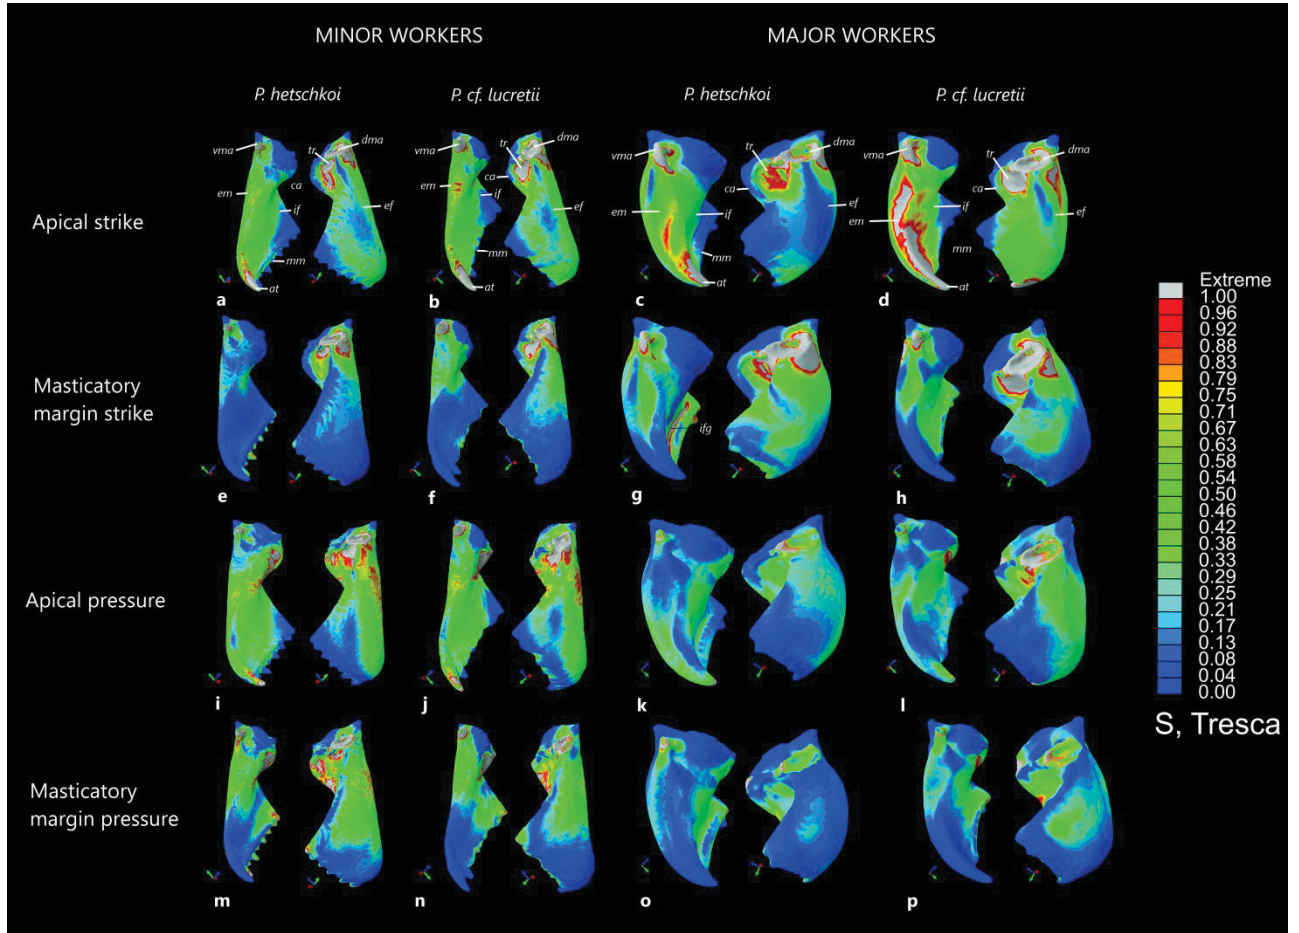 MINOR WORKERS MAJOR WORKERS
P. hetschkoi P. cf. lucretii P. hetschkoi P. cf. lucretii
Apical strike
vma dma tr ca em if ef mm at
a
dma tr ca em if ef mm at
b
vma dma tr ca em if ef mm at
c
vma dma tr ca em if ef mm at
d
Masticatory
margin strike
e f ifg g h
Apical pressure
i j k l
Masticatory
margin pressure
m n o p
Extreme
1.00
0.96
0.92
0.88
0.83
0.79
0.75
0.71
0.67
0.63
0.58
0.54
0.50
0.46
0.42
0.38
0.33
0.29
0.25
0.21
0.17
0.13
0.08
0.04
0.00
S, Tresca